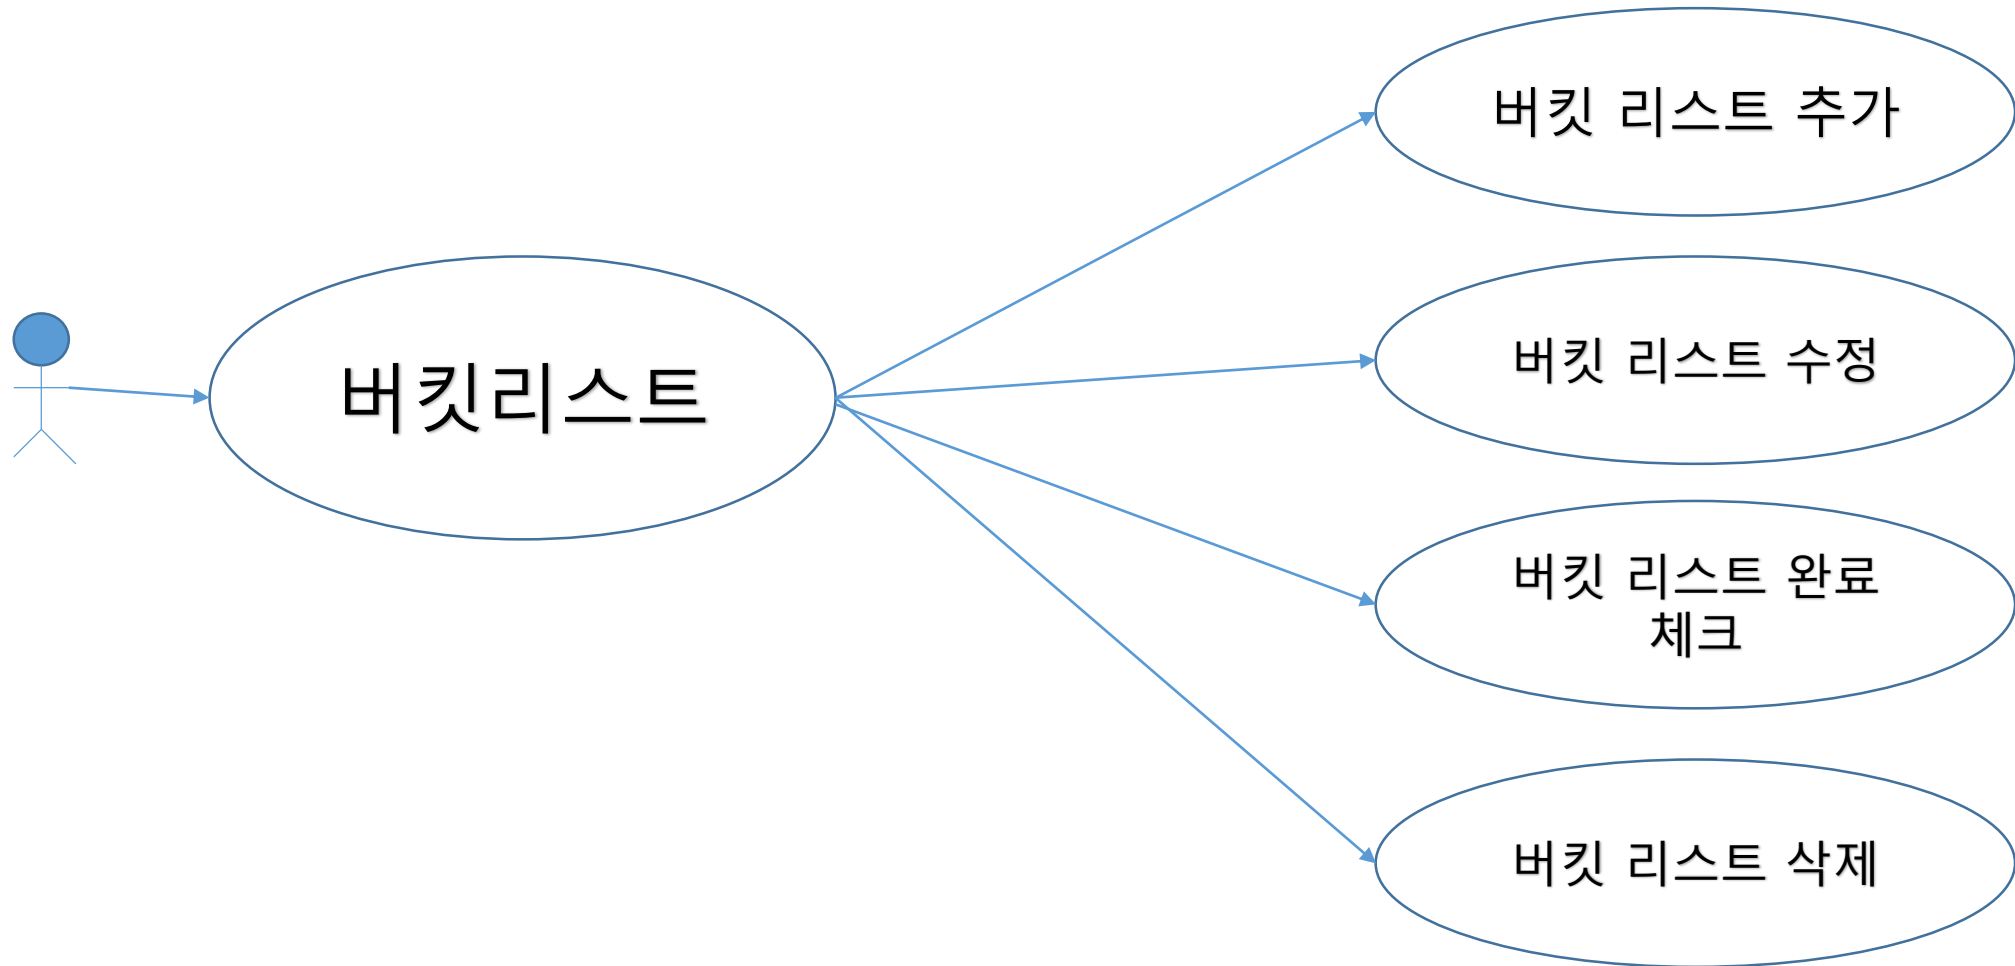 버킷리스트
버킷 리스트 추가
버킷 리스트 수정
버킷 리스트 완료
체크
버킷 리스트 삭제